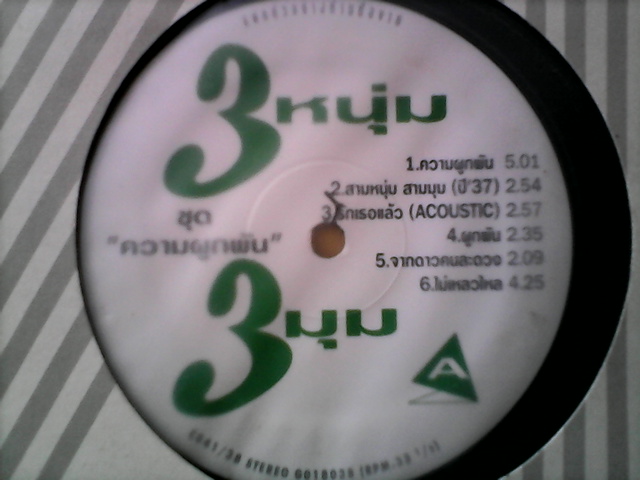 3 หนุ่ม
ชุด
"ความผูกพัน"
3 มุม
1.ความผูกพัน 5.01
2.สามหนุ่ม สามมุม (ปี'37) 2.54
3.รักเธอแล้ว (ACOUSTIC) 2.57
4.ผูกพัน 2.35
5.จากดาวคนละดวง 2.09
6.ไม่เหลวไหล 4.25
A
STEREO